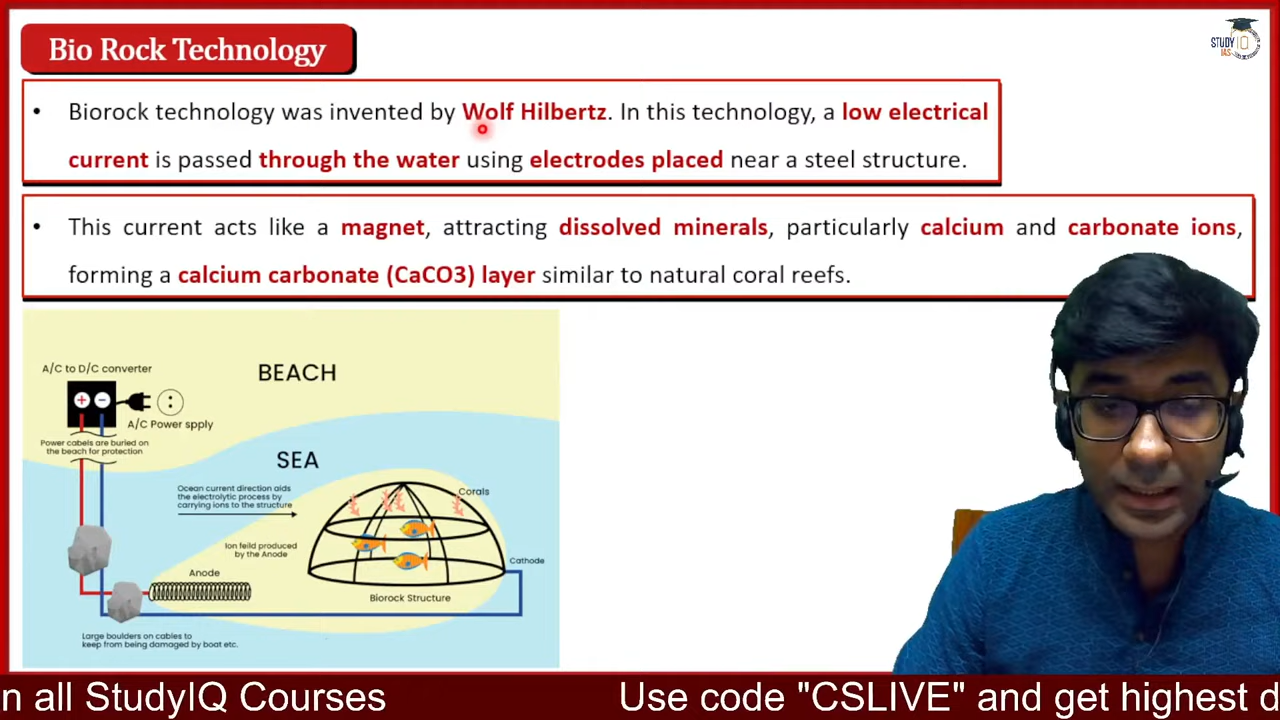 Bio Rock Technology
STUDY IQ
IAS
• Biorock technology was invented by Wolf Hilbertz. In this technology, a low electrical
current is passed through the water using electrodes placed near a steel structure.
• This current acts like a magnet, attracting dissolved minerals, particularly calcium and carbonate ions,
forming a calcium carbonate (CaCO3) layer similar to natural coral reefs.
A/C to D/C converter
+ −
A/C Power spply
Power cabels are buried on
the beach for protection
BEACH
SEA
Ocean current direction aids
the electrolytic process by
carrying ions to the structure
Corals
Ion feild produced
by the Anode
Cathode
Anode
Biorock Structure
Large boulders on cables to
keep from being damaged by boat etc.
n all StudyIQ Courses
Use code "CSLIVE" and get highest d